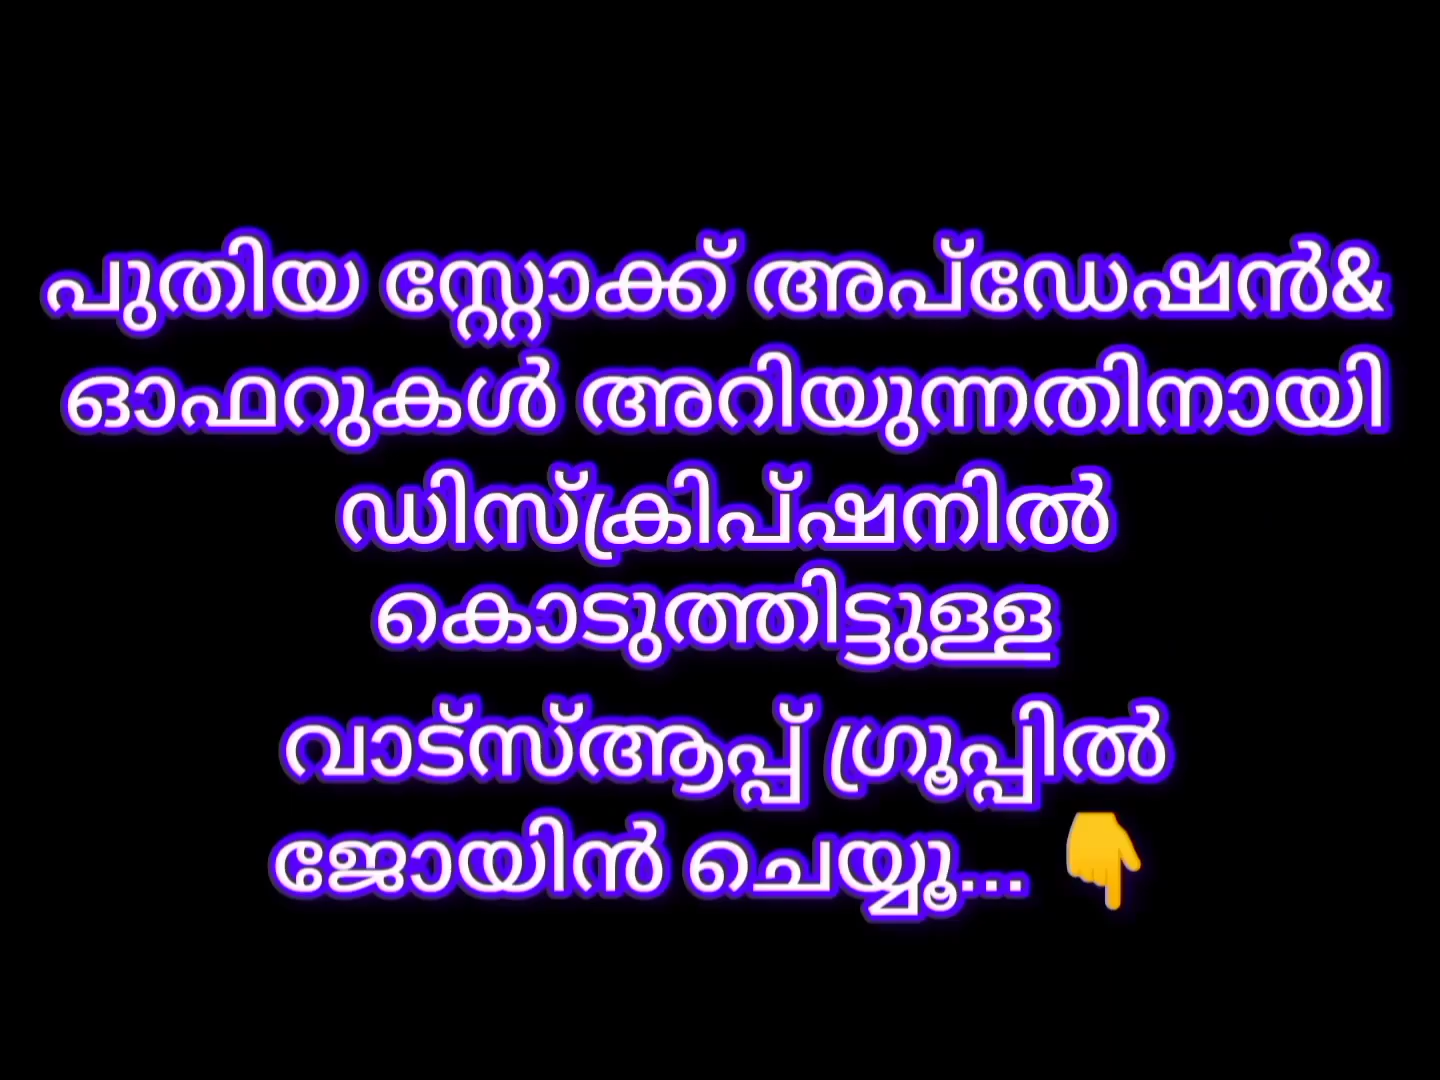 പുതിയ സ്റ്റോക്ക് അപ്ഡേഷൻ&
ഓഫറുകൾ അറിയുന്നതിനായി
ഡിസ്ക്രിപ്ഷനിൽ
കൊടുത്തിട്ടുള്ള
വാട്സ്ആപ്പ് ഗ്രൂപ്പിൽ
ജോയിൻ ചെയ്യൂ... 👇